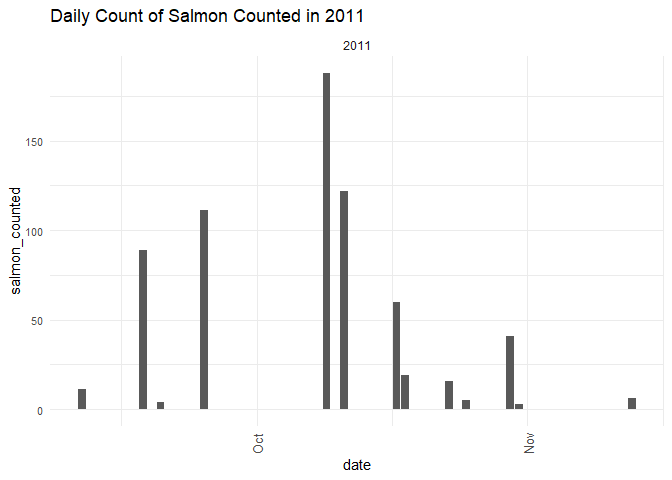 Daily Count of Salmon Counted in 2011
2011
150
100
50
0
salmon_counted
Oct
Nov
date